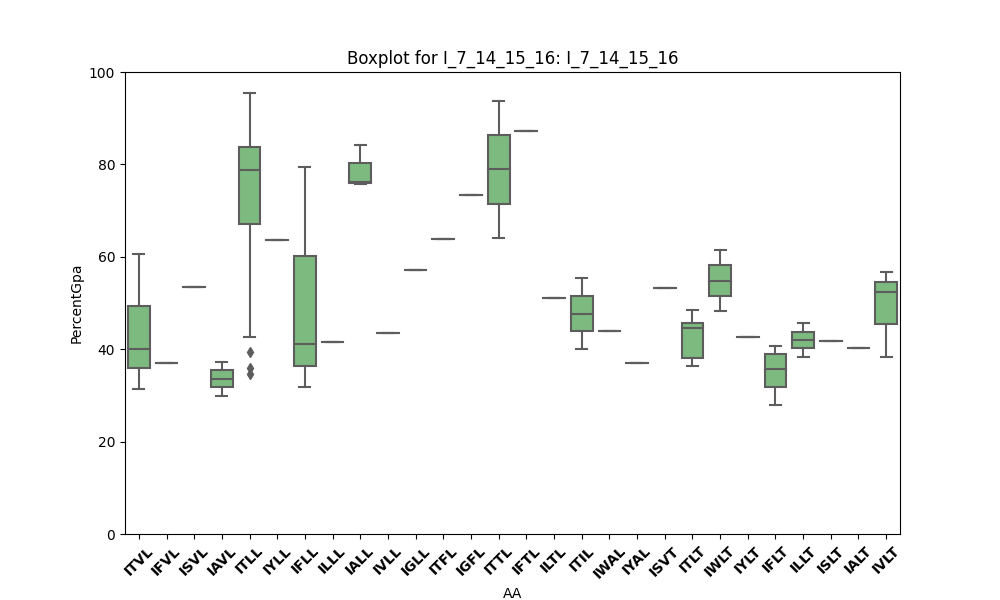 Boxplot for I_7_14_15_16: I_7_14_15_16
PercentGpa
100
80
60
40
20
0
ITVL IFVL ISVL IAVL ITLL IYLL IFLL ILLL IALL IVLL IGLL ITFL IGFL ITTL IFTL ILTL ITIL IWAL IYAL ISVT ITLT IWLT IYLT IFLT ILLT ISLT IALT IVLT
AA